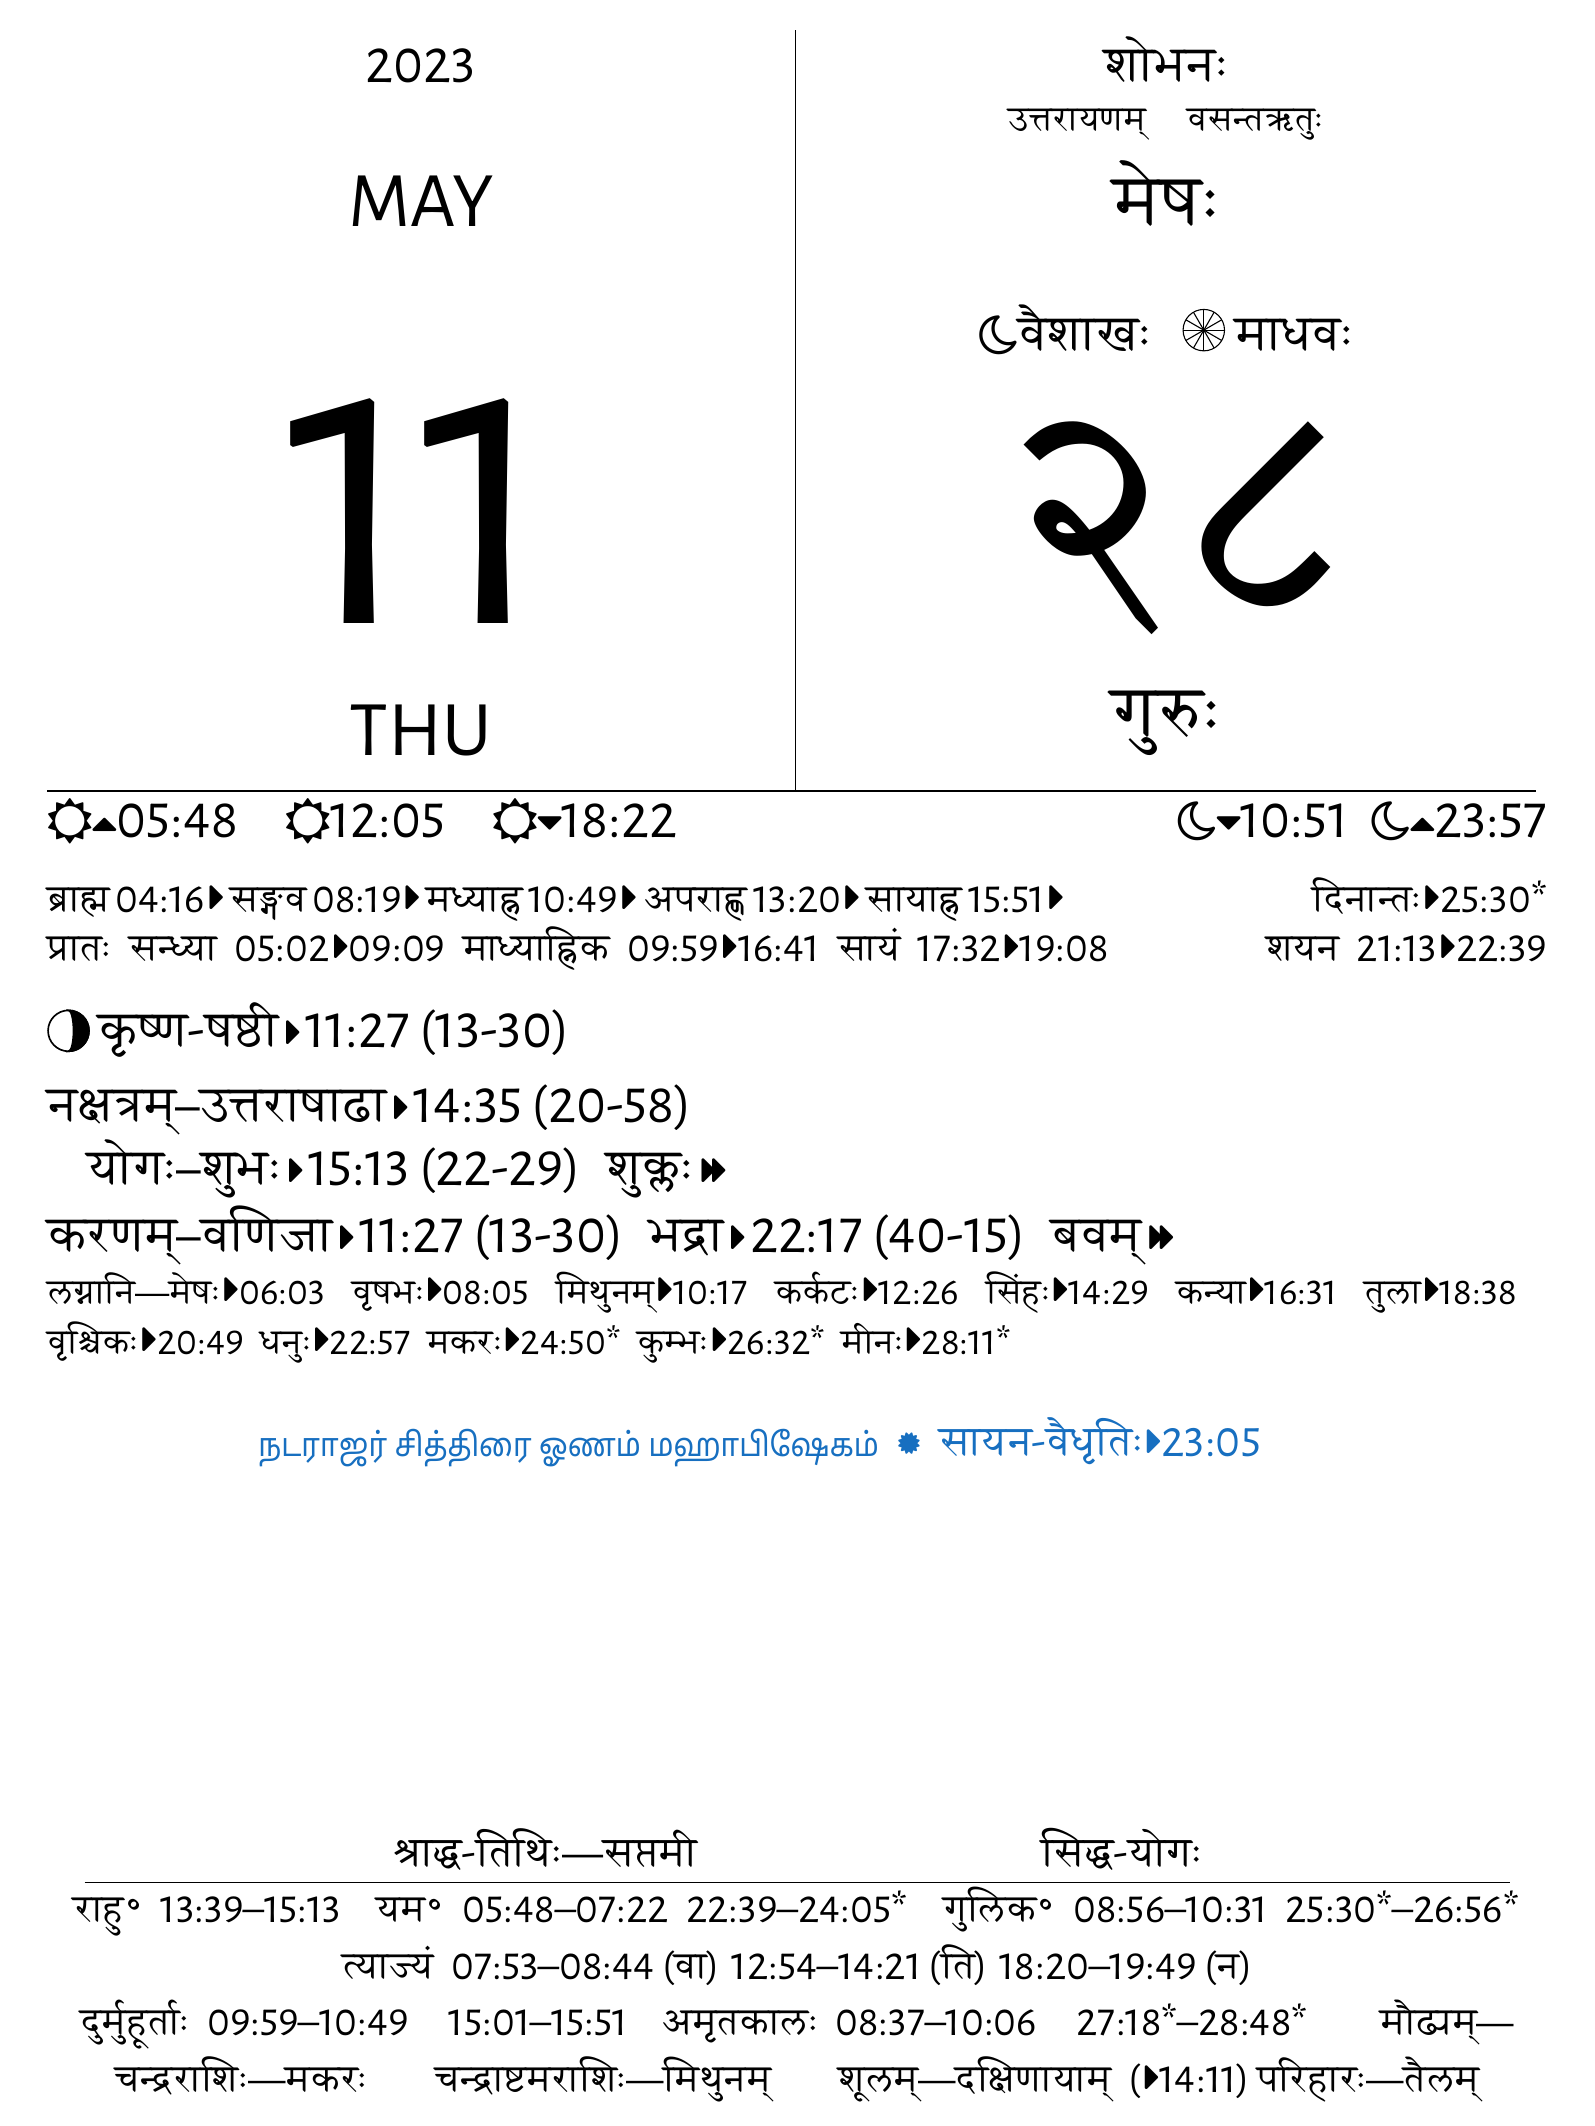 2023
MAY
11
THU
शोभनः
उत्तरायणम् वसन्तऋतुः
मेषः
वैशाखः माधवः
२८
गुरुः
05:48 12:05 18:22 10:51 23:57
ब्राह्म 04:16 सङ्गव 08:19 मध्याह्न 10:49 अपराह्ण 13:20 सायाह्न 15:51 दिनान्तः 25:30*
प्रातः सन्ध्या 05:02 09:09 माध्याह्निक 09:59 16:41 सायं 17:32 19:08 शयन 21:13 22:39
कृष्ण-षष्ठी 11:27 (13-30)
नक्षत्रम्–उत्तराषाढा 14:35 (20-58)
योगः–शुभः 15:13 (22-29) शुक्लः
करणम्–वणिजा 11:27 (13-30) भद्रा 22:17 (40-15) बवम्
लग्नानि—मेषः 06:03 वृषभः 08:05 मिथुनम् 10:17 कर्कटः 12:26 सिंहः 14:29 कन्या 16:31 तुला 18:38
वृश्चिकः 20:49 धनुः 22:57 मकरः 24:50* कुम्भः 26:32* मीनः 28:11*
நடராஜர் சித்திரை ஓணம் மஹாபிஷேகம் सायन-वैधृतिः 23:05
श्राद्ध-तिथिः—सप्तमी सिद्ध-योगः
राहु॰ 13:39–15:13 यम॰ 05:48–07:22 22:39–24:05* गुलिक॰ 08:56–10:31 25:30*–26:56*
त्याज्यं 07:53–08:44 (वा) 12:54–14:21 (ति) 18:20–19:49 (न)
दुर्मुहूर्ताः 09:59–10:49 15:01–15:51 अमृतकालः 08:37–10:06 27:18*–28:48* मौढ्यम्—
चन्द्रराशिः—मकरः चन्द्राष्टमराशिः—मिथुनम् शूलम्—दक्षिणायाम् (14:11) परिहारः—तैलम्